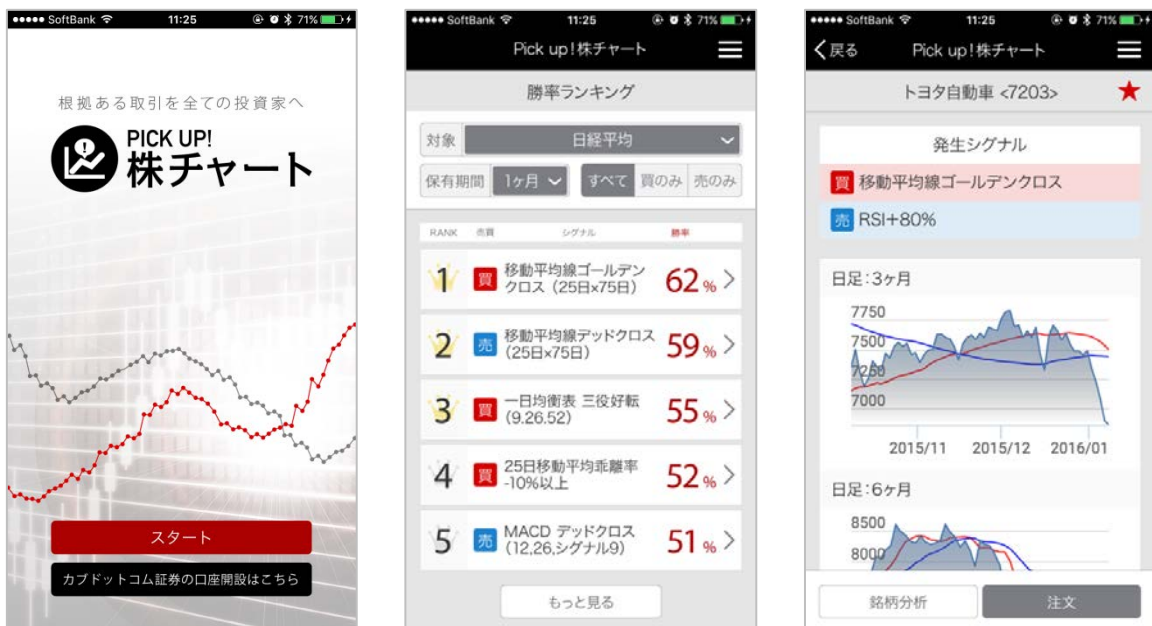 SoftBank 11:25 71%
根拠ある取引を全ての投資家へ
PICK UP!
株チャート
スタート
カブドットコム証券の口座開設はこちら
SoftBank 11:25 71%
Pick up!株チャート
勝率ランキング
対象 日経平均
保有期間 1ヶ月 すべて 買のみ 売のみ
RANK 売買 シグナル 勝率
1 買 移動平均線ゴールデン
クロス（25日x75日） 62%
2 売 移動平均線デッドクロス
（25日x75日） 59%
3 買 一目均衡表 三役好転
（9.26.52） 55%
4 買 25日移動平均乖離率
-10%以上 52%
5 売 MACD デッドクロス
（12,26,シグナル9） 51%
もっと見る
SoftBank 11:25 71%
戻る Pick up!株チャート
トヨタ自動車 <7203>
発生シグナル
買 移動平均線ゴールデンクロス
売 RSI+80%
日足:3ヶ月
7750
7500
7250
7000
2015/11 2015/12 2016/01
日足:6ヶ月
8500
8000
銘柄分析 注文